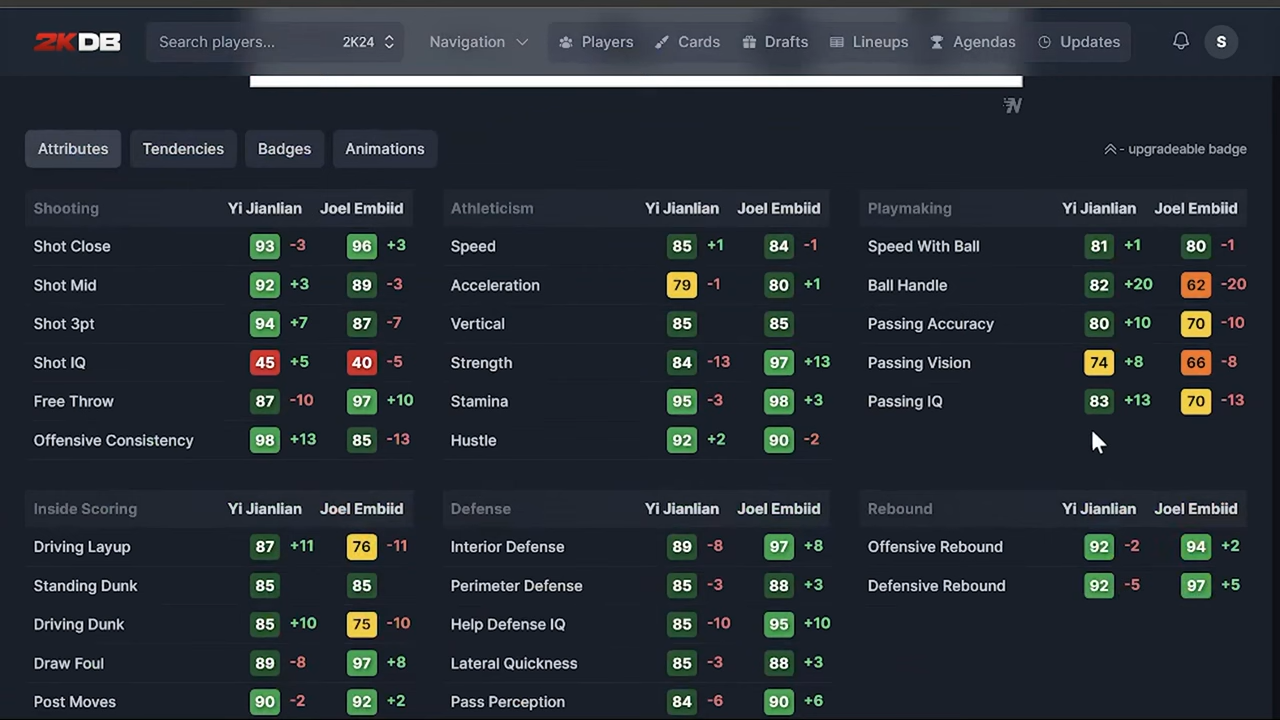 2KDB Search players... 2K24 Navigation Players Cards Drafts Lineups Agendas Updates S
Attributes Tendencies Badges Animations - upgradeable badge
Shooting Yi Jianlian Joel Embiid
Shot Close 93 -3 96 +3
Shot Mid 92 +3 89 -3
Shot 3pt 94 +7 87 -7
Shot IQ 45 +5 40 -5
Free Throw 87 -10 97 +10
Offensive Consistency 98 +13 85 -13
Athleticism Yi Jianlian Joel Embiid
Speed 85 +1 84 -1
Acceleration 79 -1 80 +1
Vertical 85 85
Strength 84 -13 97 +13
Stamina 95 -3 98 +3
Hustle 92 +2 90 -2
Playmaking Yi Jianlian Joel Embiid
Speed With Ball 81 +1 80 -1
Ball Handle 82 +20 62 -20
Passing Accuracy 80 +10 70 -10
Passing Vision 74 +8 66 -8
Passing IQ 83 +13 70 -13
Inside Scoring Yi Jianlian Joel Embiid
Driving Layup 87 +11 76 -11
Standing Dunk 85 85
Driving Dunk 85 +10 75 -10
Draw Foul 89 -8 97 +8
Post Moves 90 -2 92 +2
Defense Yi Jianlian Joel Embiid
Interior Defense 89 -8 97 +8
Perimeter Defense 85 -3 88 +3
Help Defense IQ 85 -10 95 +10
Lateral Quickness 85 -3 88 +3
Pass Perception 84 -6 90 +6
Rebound Yi Jianlian Joel Embiid
Offensive Rebound 92 -2 94 +2
Defensive Rebound 92 -5 97 +5